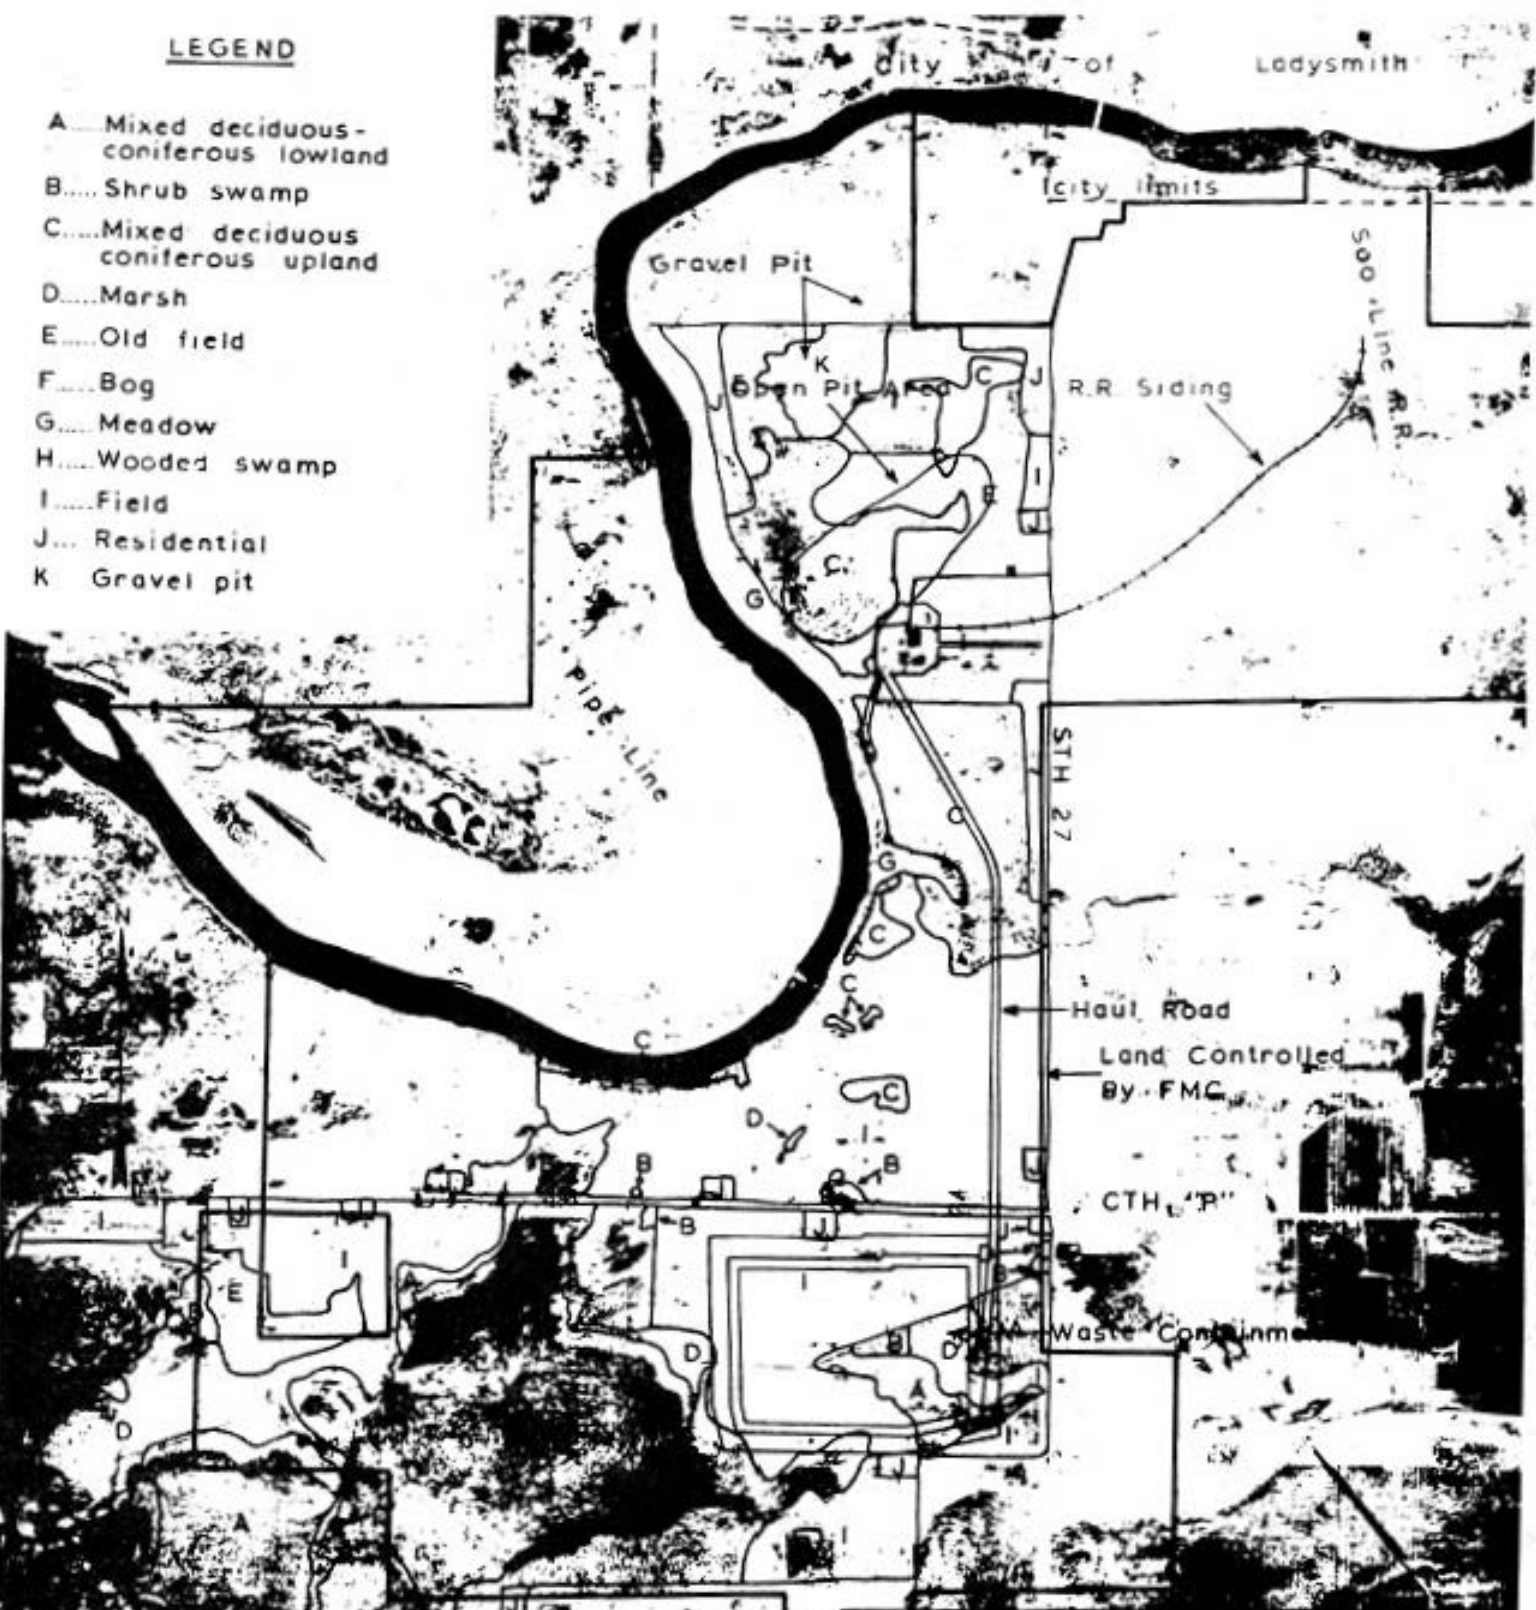 LEGEND
A....Mixed deciduous-
coniferous lowland
B.....Shrub swamp
C.....Mixed deciduous
coniferous upland
D.....Marsh
E.....Old field
F.....Bog
G.....Meadow
H.....Wooded swamp
I.....Field
J... Residential
K Gravel pit
City of Ladysmith
city limits
Gravel Pit
Soo Line R.R.
K
Open Pit Area
C
J
R.R. Siding
J
I
E
J
C
G
Pipe Line
STH 27
C
G
N
C
C
Haul Road
C
Land Controlled
By FMC
C
D
I
B
B
J
CTH "P"
I
J
B
J
I
E
I
A
I
B
D
Waste
D
A
D
J
A
I